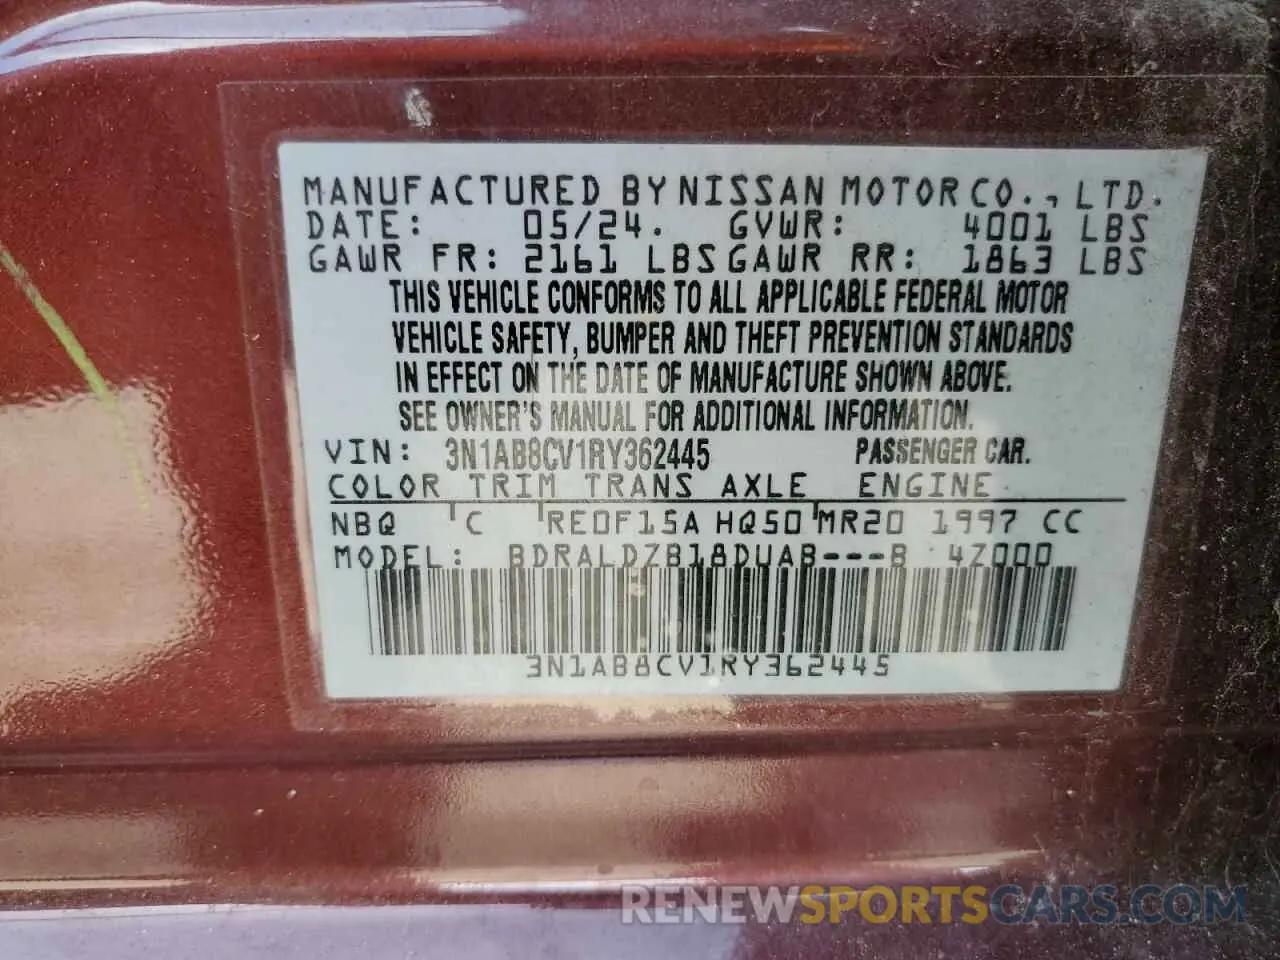 MANUFACTURED BY NISSAN MOTOR CO., LTD.
DATE: 05/24. GVWR: 4001 LBS
GAWR FR: 2161 LBS GAWR RR: 1863 LBS
THIS VEHICLE CONFORMS TO ALL APPLICABLE FEDERAL MOTOR
VEHICLE SAFETY, BUMPER AND THEFT PREVENTION STANDARDS
IN EFFECT ON THE DATE OF MANUFACTURE SHOWN ABOVE.
SEE OWNER'S MANUAL FOR ADDITIONAL INFORMATION.
VIN: 3N1AB8CV1RY362445 PASSENGER CAR.
COLOR TRIM TRANS AXLE ENGINE
NBQ C RE0F15A HQ50 MR20 1997 CC
MODEL: BDRALDZB18DUAB---B 4Z000
3N1AB8CV1RY362445
RENEWSPORTSCARS.COM